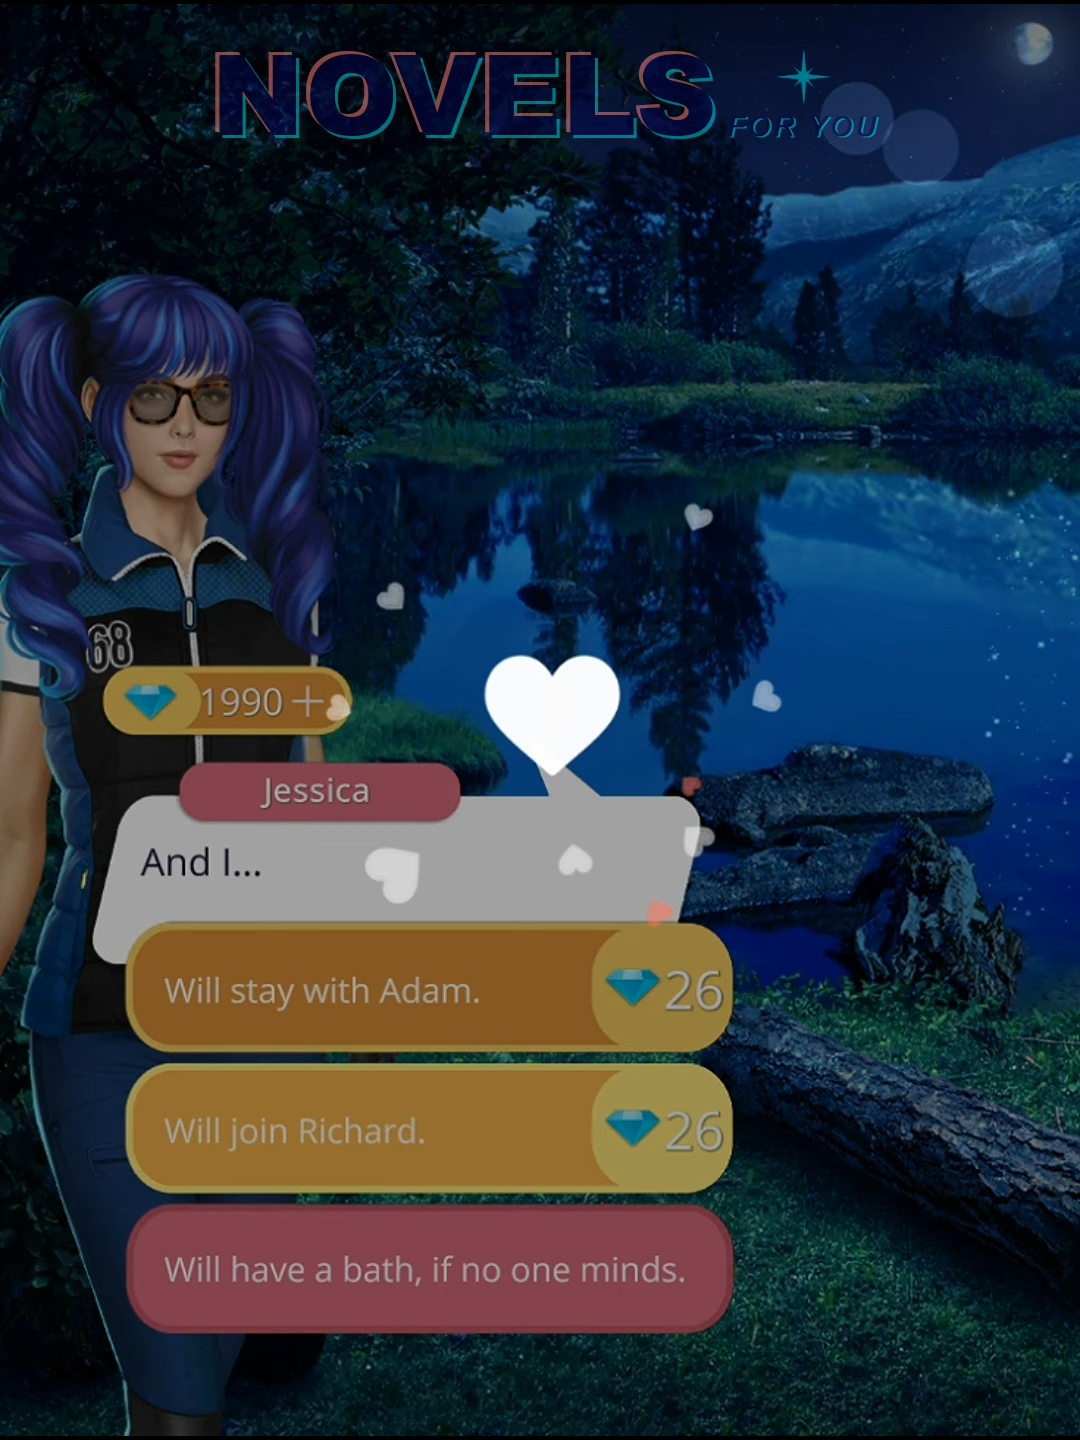 NOVELS
FOR YOU
68
1990+
Jessica
And I...
Will stay with Adam.
26
Will join Richard.
26
Will have a bath, if no one minds.